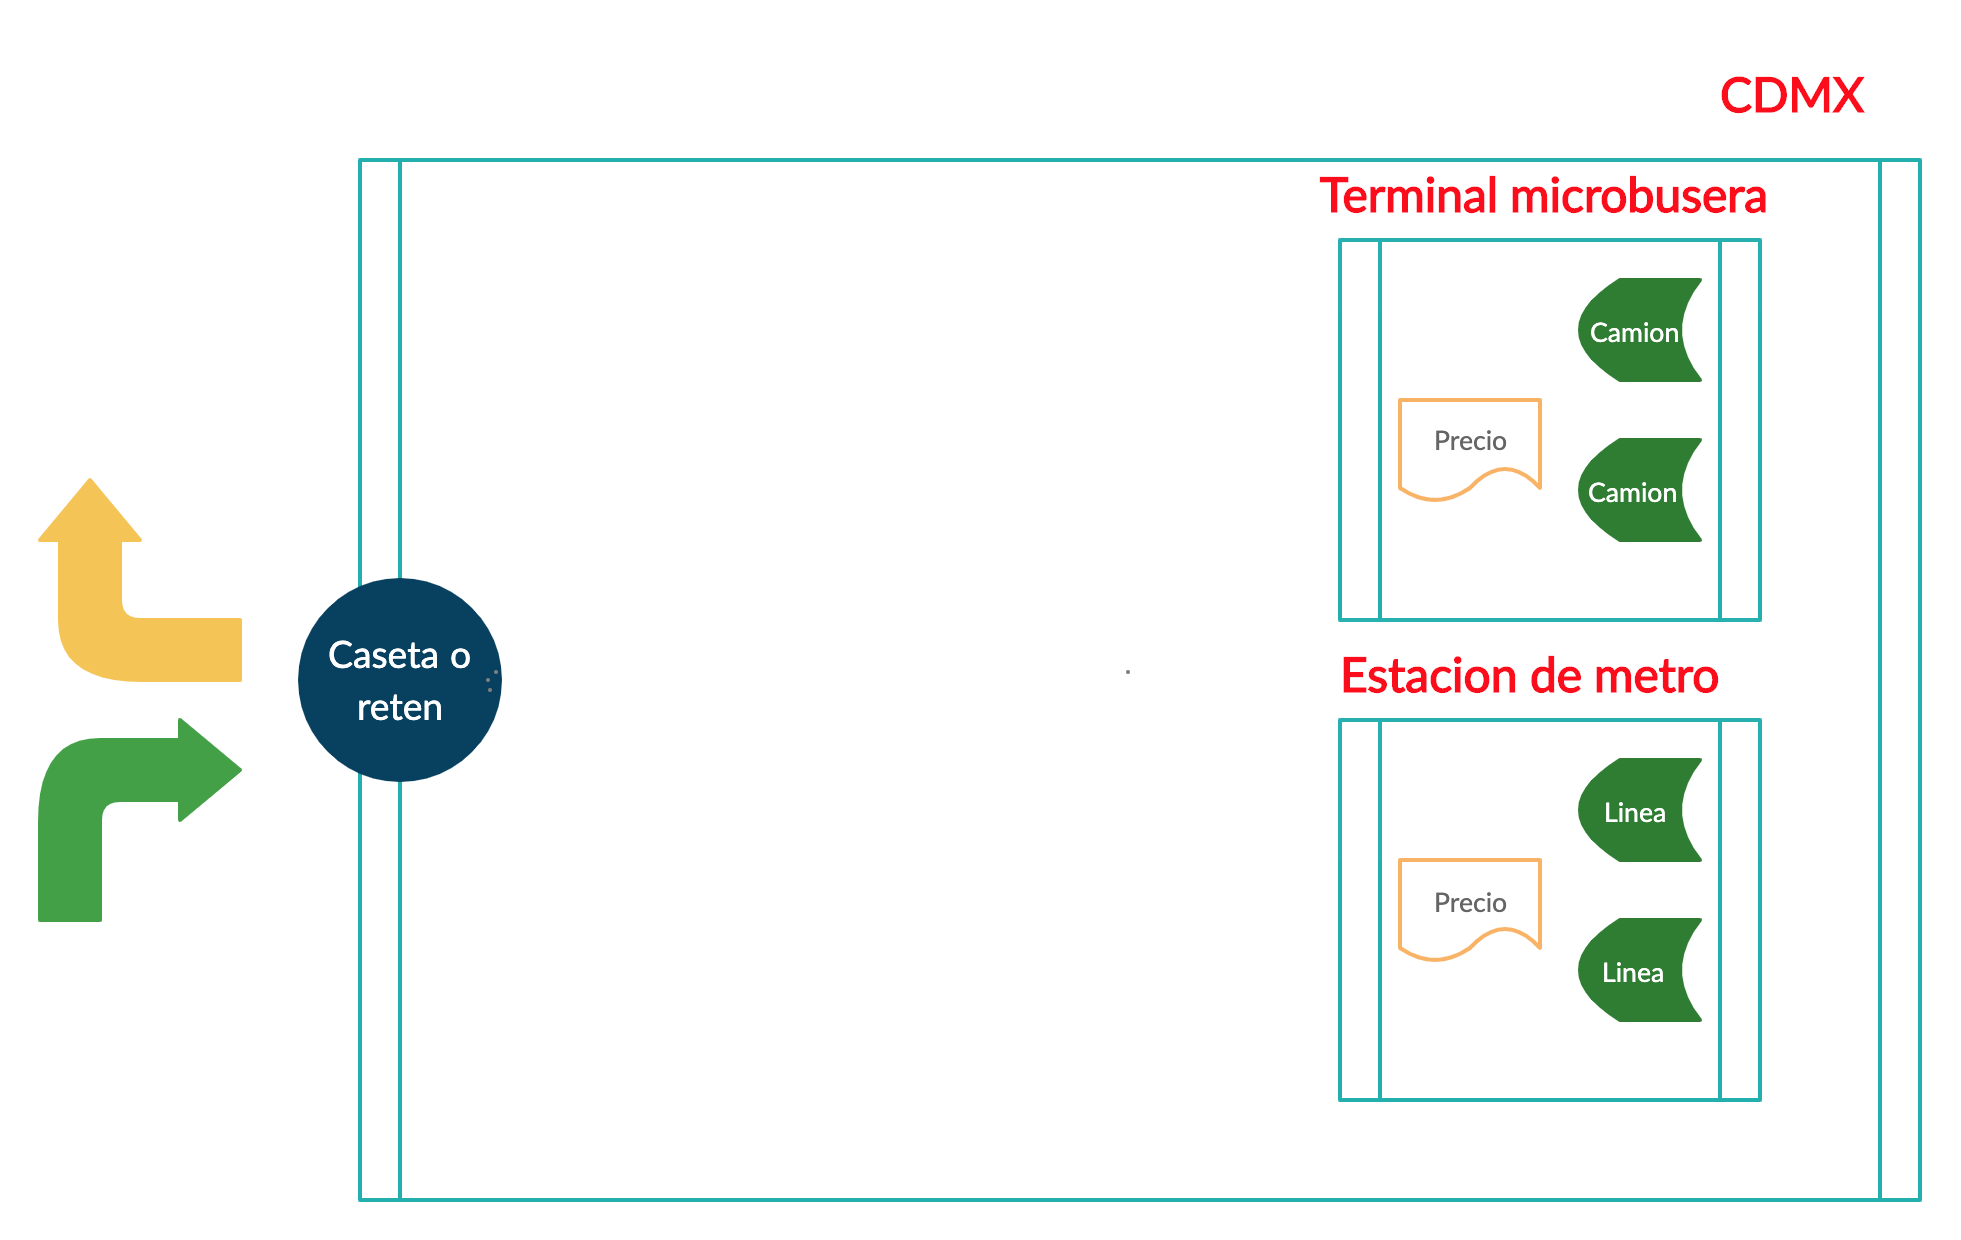 CDMX
Terminal microbusera
Camion
Precio
Camion
Caseta o
reten
Estacion de metro
Linea
Precio
Linea